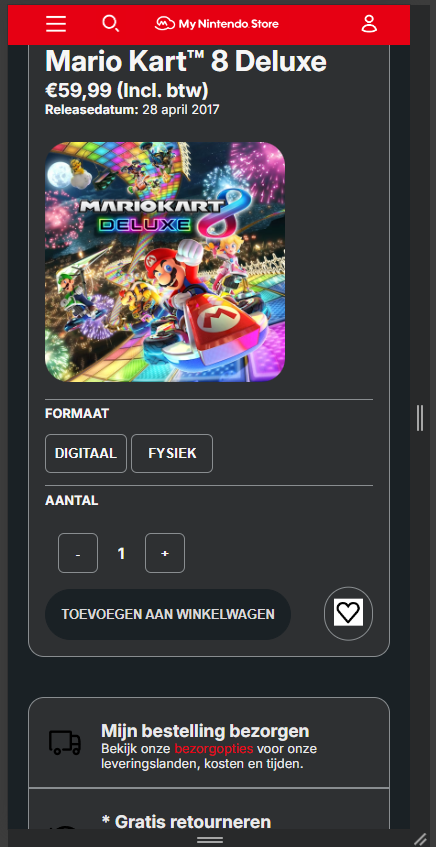 My Nintendo Store
Mario Kart™ 8 Deluxe
€59,99 (Incl. btw)
Releasedatum: 28 april 2017
MARIOKART 8
DELUXE
M
FORMAAT
DIGITAAL FYSIEK
AANTAL
- 1 +
TOEVOEGEN AAN WINKELWAGEN
Mijn bestelling bezorgen
Bekijk onze bezorgopties voor onze
leveringslanden, kosten en tijden.
* Gratis retourneren